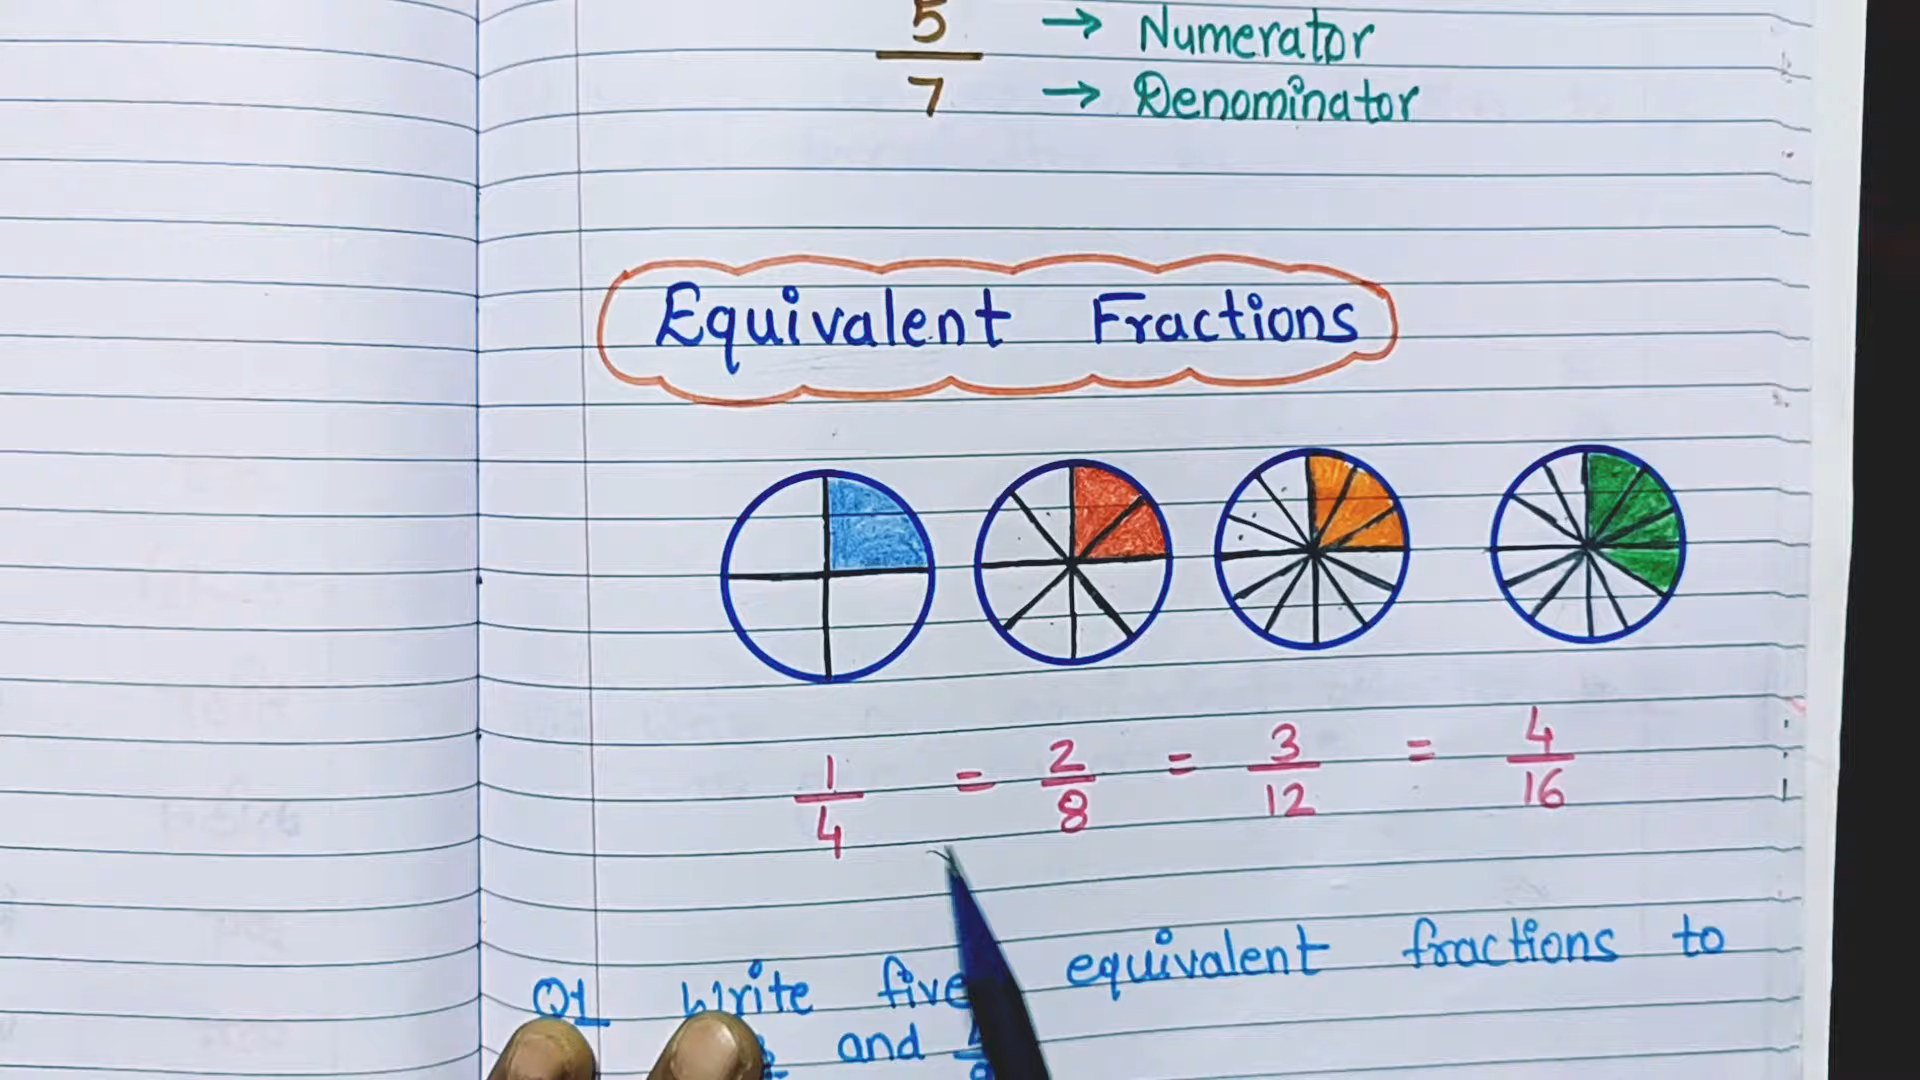 5 → Numerator
7 → Denominator
Equivalent Fractions
1/4 = 2/8 = 3/12 = 4/16
Q1 Write five equivalent fractions to
and